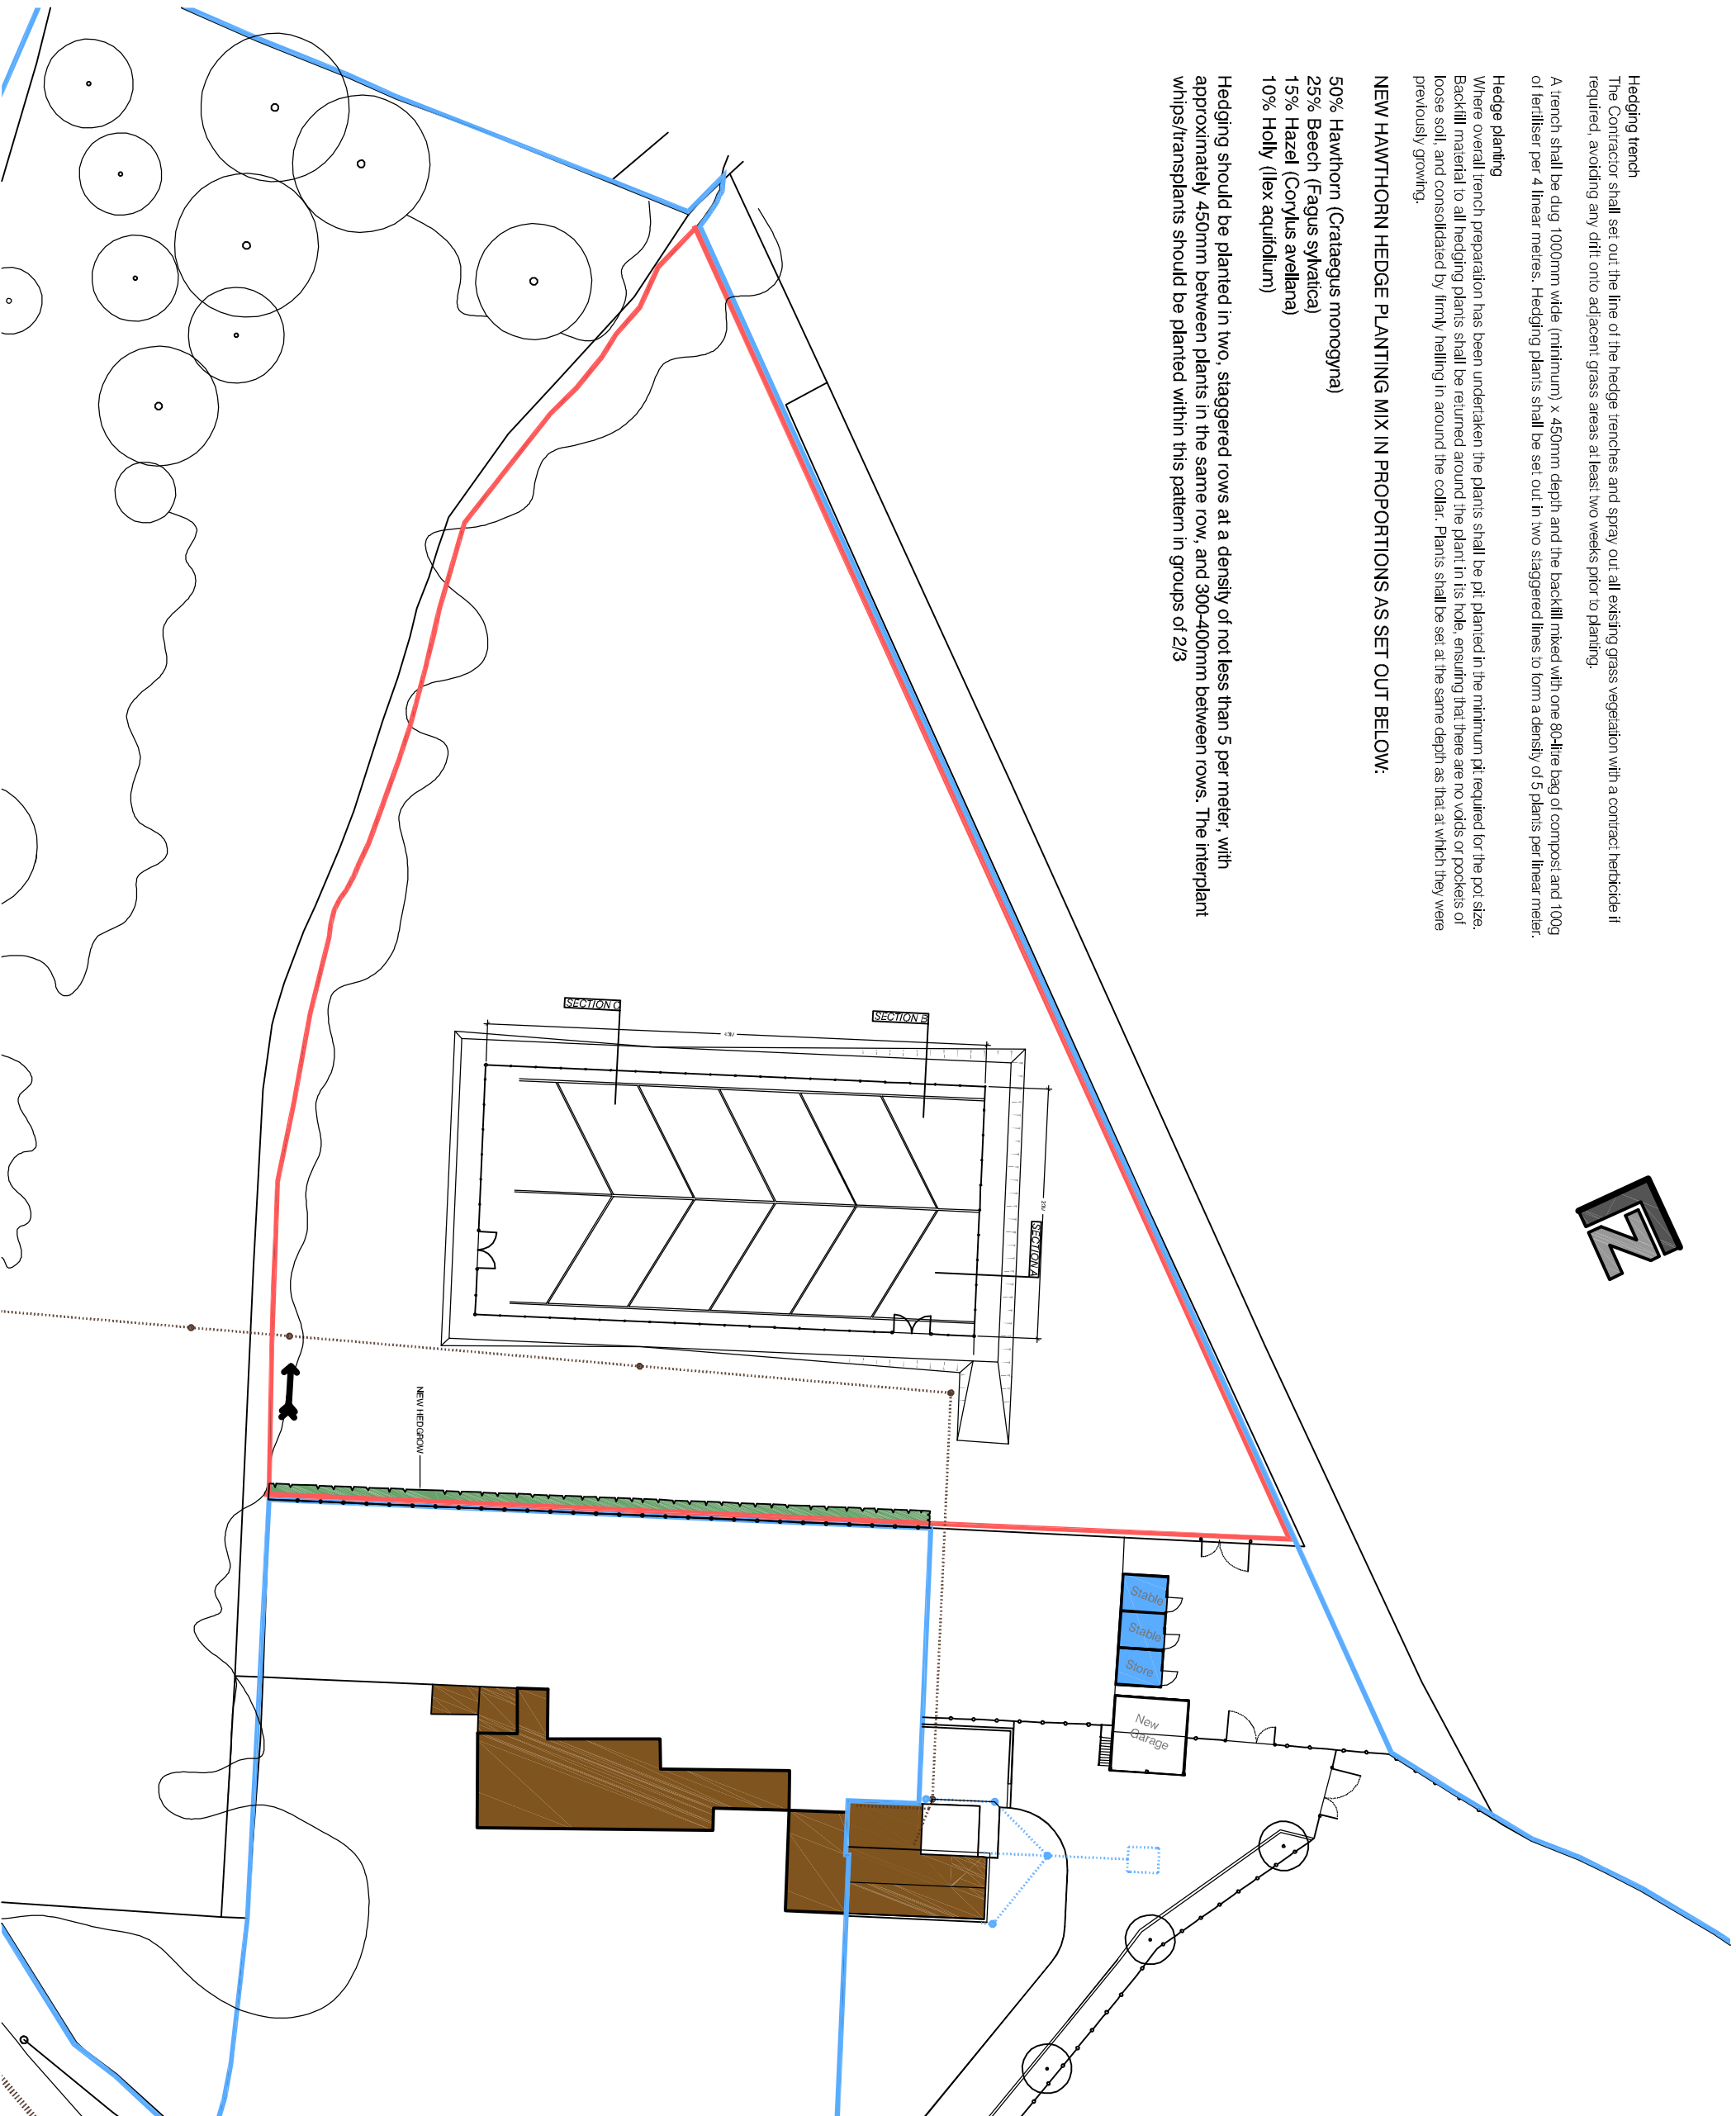 Hedging trench
The Contractor shall set out the line of the hedge trenches and spray out all existing grass vegetation with a contract herbicide if
required, avoiding any drift onto adjacent grass areas at least two weeks prior to planting.
A trench shall be dug 1000mm wide (minimum) x 450mm depth and the backfill mixed with one 80-litre bag of compost and 100g
of fertiliser per 4 linear metres. Hedging plants shall be set out in two staggered lines to form a density of 5 plants per linear meter.
Hedge planting
Where overall trench preparation has been undertaken the plants shall be pit planted in the minimum pit required for the pot size.
Backfill material to all hedging plants shall be returned around the plant in its hole, ensuring that there are no voids or pockets of
loose soil, and consolidated by firmly helling in around the collar. Plants shall be set at the same depth as that at which they were
previously growing.
NEW HAWTHORN HEDGE PLANTING MIX IN PROPORTIONS AS SET OUT BELOW:
50% Hawthorn (Crataegus monogyna)
25% Beech (Fagus sylvatica)
15% Hazel (Corylus avellana)
10% Holly (Ilex aquifolium)
Hedging should be planted in two, staggered rows at a density of not less than 5 per meter, with
approximately 450mm between plants in the same row, and 300-400mm between rows. The interplant
whips/transplants should be planted within this pattern in groups of 2/3
N
SECTION C
SECTION B
SECTION A
NEW HEDGROW
Stable
Stable
Store
New
Garage